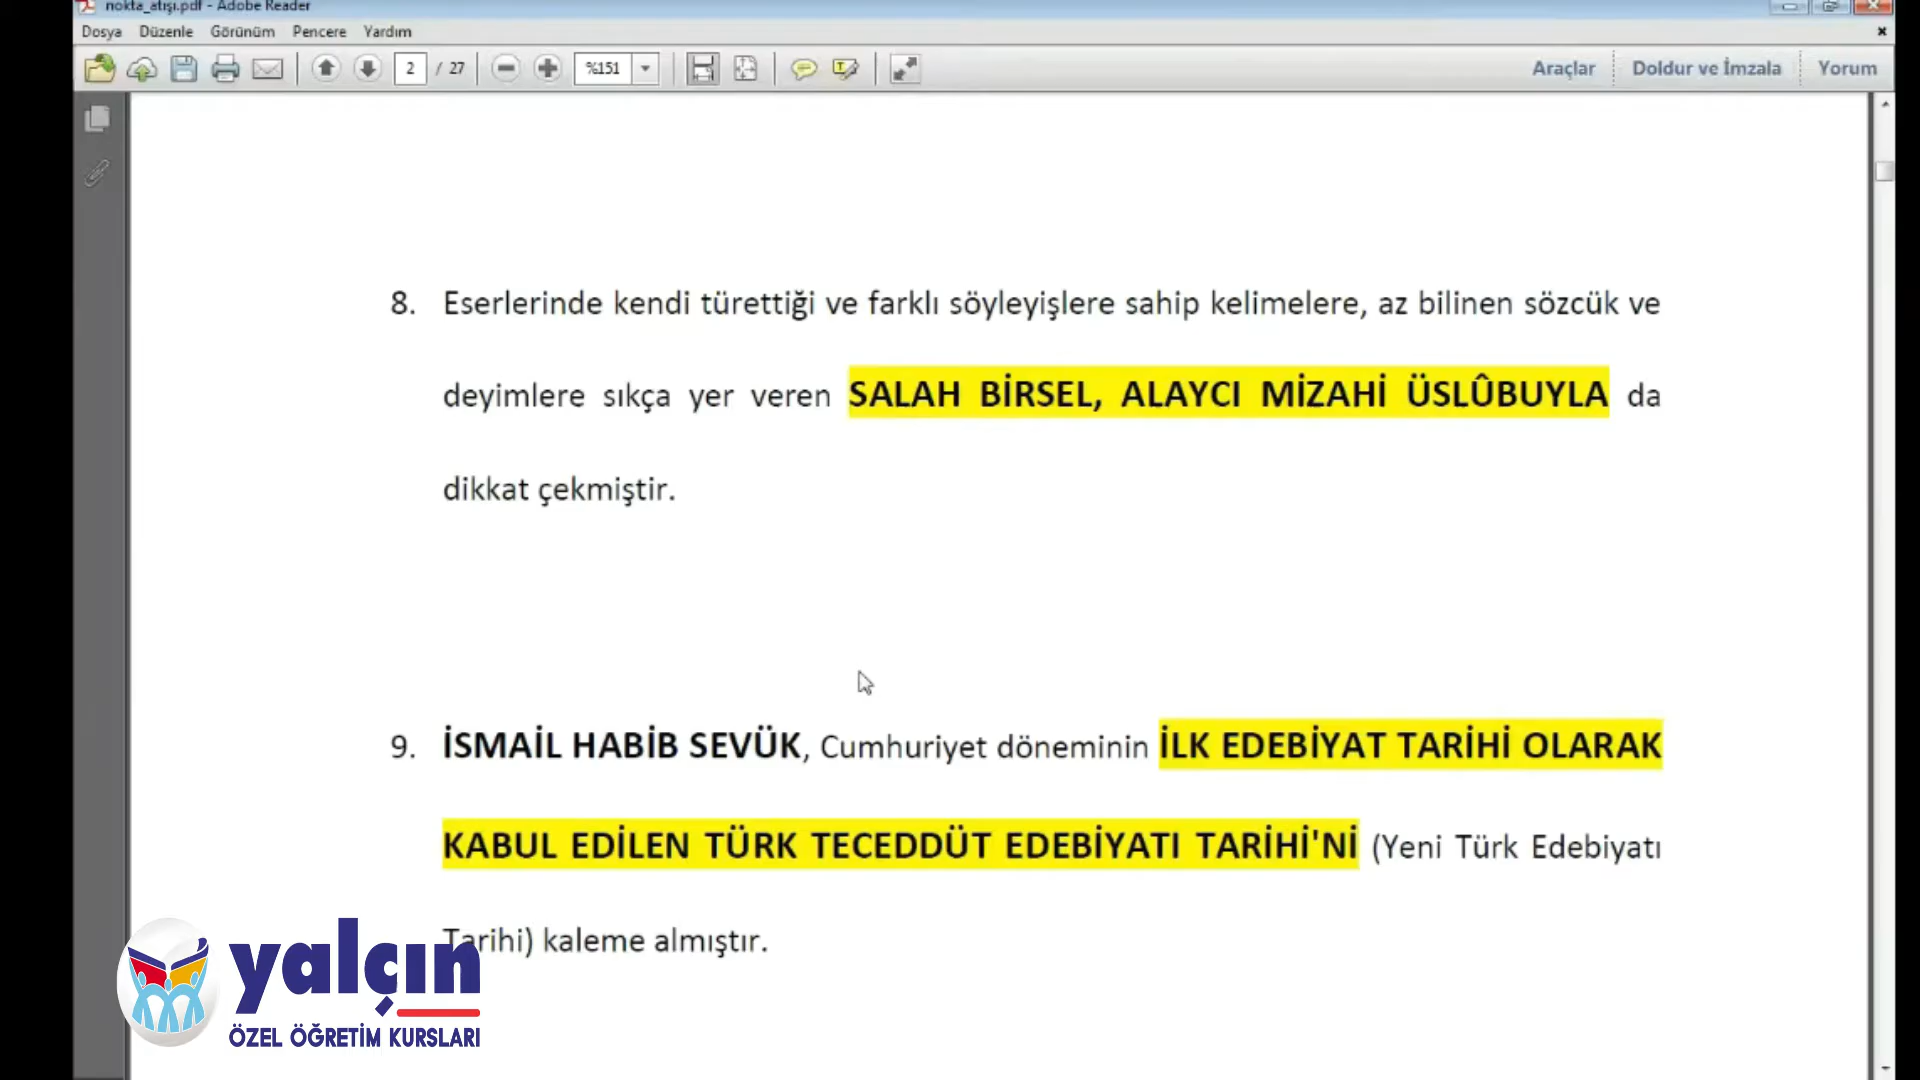 nokta_atışı.pdf - Adobe Reader
Dosya Düzenle Görünüm Pencere Yardım
2 / 27 %151 Araçlar Doldur ve İmzala Yorum
8. Eserlerinde kendi türettiği ve farklı söyleyişlere sahip kelimelere, az bilinen sözcük ve
deyimlere sıkça yer veren SALAH BİRSEL, ALAYCI MİZAHİ ÜSLÛBUYLA da
dikkat çekmiştir.
9. İSMAİL HABİB SEVÜK, Cumhuriyet döneminin İLK EDEBİYAT TARİHİ OLARAK
KABUL EDİLEN TÜRK TECEDDÜT EDEBİYATI TARİHİ'Nİ (Yeni Türk Edebiyatı
Tarihi) kaleme almıştır.
yalçın
ÖZEL ÖĞRETİM KURSLARI